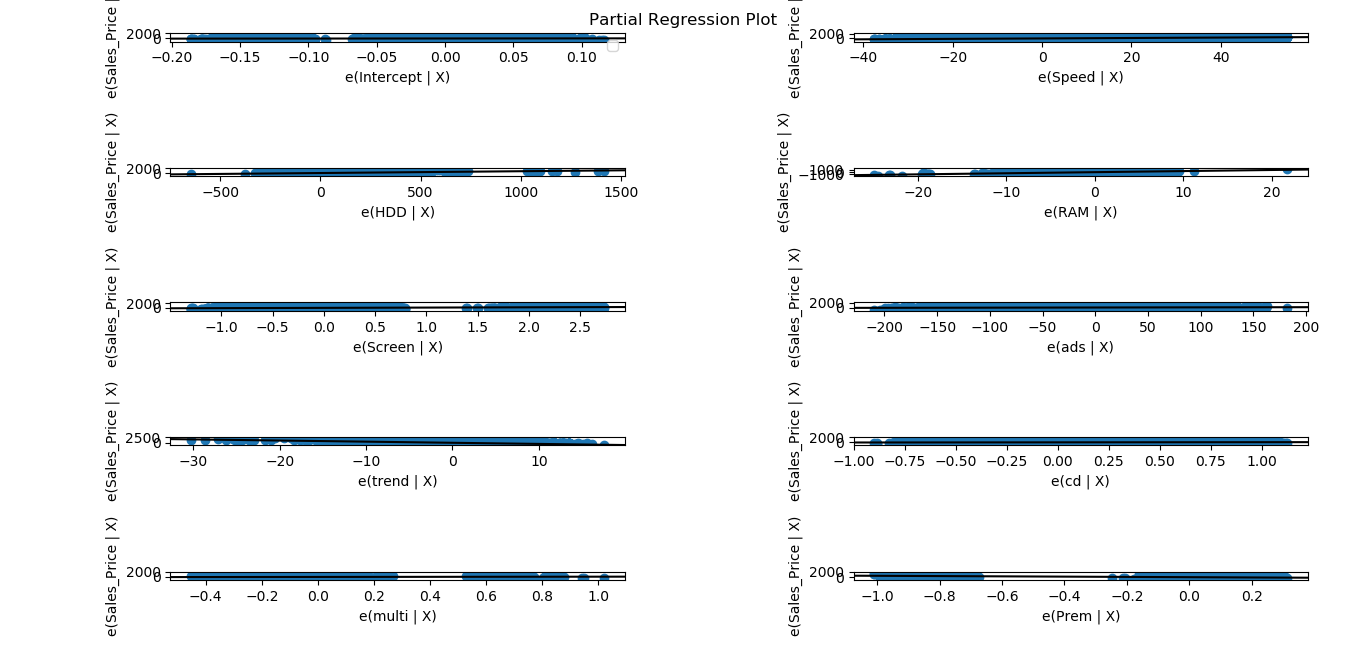 Partial Regression Plot
e(Sales_Price |
2000
0
−0.20 −0.15 −0.10 −0.05 0.00 0.05 0.10
e(Intercept | X)
e(Sales_Price |
2000
0
−40 −20 0 20 40
e(Speed | X)
e(Sales_Price | X)
2000
0
−500 0 500 1000 1500
e(HDD | X)
e(Sales_Price | X)
1000
−1000
−20 −10 0 10 20
e(RAM | X)
e(Sales_Price | X)
2000
0
−1.0 −0.5 0.0 0.5 1.0 1.5 2.0 2.5
e(Screen | X)
e(Sales_Price | X)
2000
0
−200 −150 −100 −50 0 50 100 150 200
e(ads | X)
e(Sales_Price | X)
2500
0
−30 −20 −10 0 10
e(trend | X)
e(Sales_Price | X)
2000
0
−1.00 −0.75 −0.50 −0.25 0.00 0.25 0.50 0.75 1.00
e(cd | X)
e(Sales_Price | X)
2000
0
−0.4 −0.2 0.0 0.2 0.4 0.6 0.8 1.0
e(multi | X)
e(Sales_Price | X)
2000
0
−1.0 −0.8 −0.6 −0.4 −0.2 0.0 0.2
e(Prem | X)